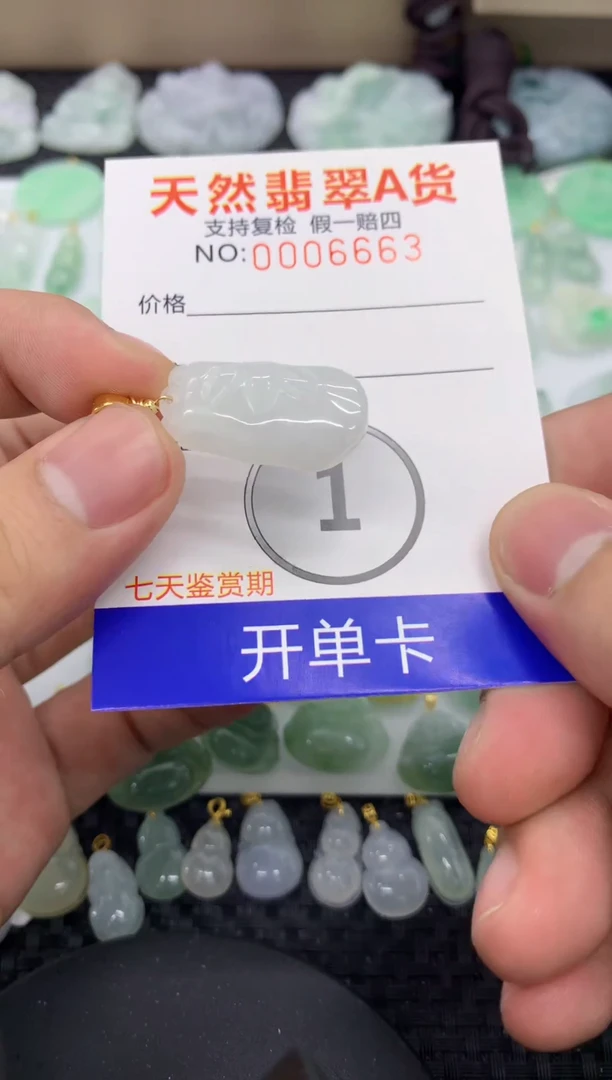 天然翡翠A货
支持复检 假一赔四
NO:0006663
价格
1
七天鉴赏期
开单卡